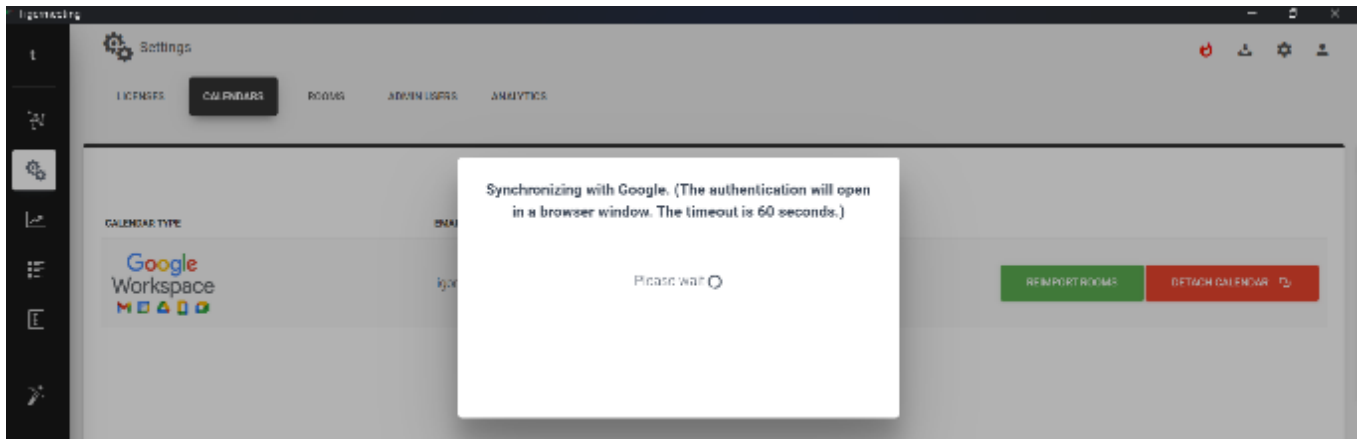 Settings
LICENSES CALENDARS ROOMS ADMIN USERS ANALYTICS
Synchronizing with Google. (The authentication will open
in a browser window. The timeout is 60 seconds.)
CALENDAR TYPE
Google
Workspace
Please wait
REIMPORT ROOMS DETACH CALENDAR